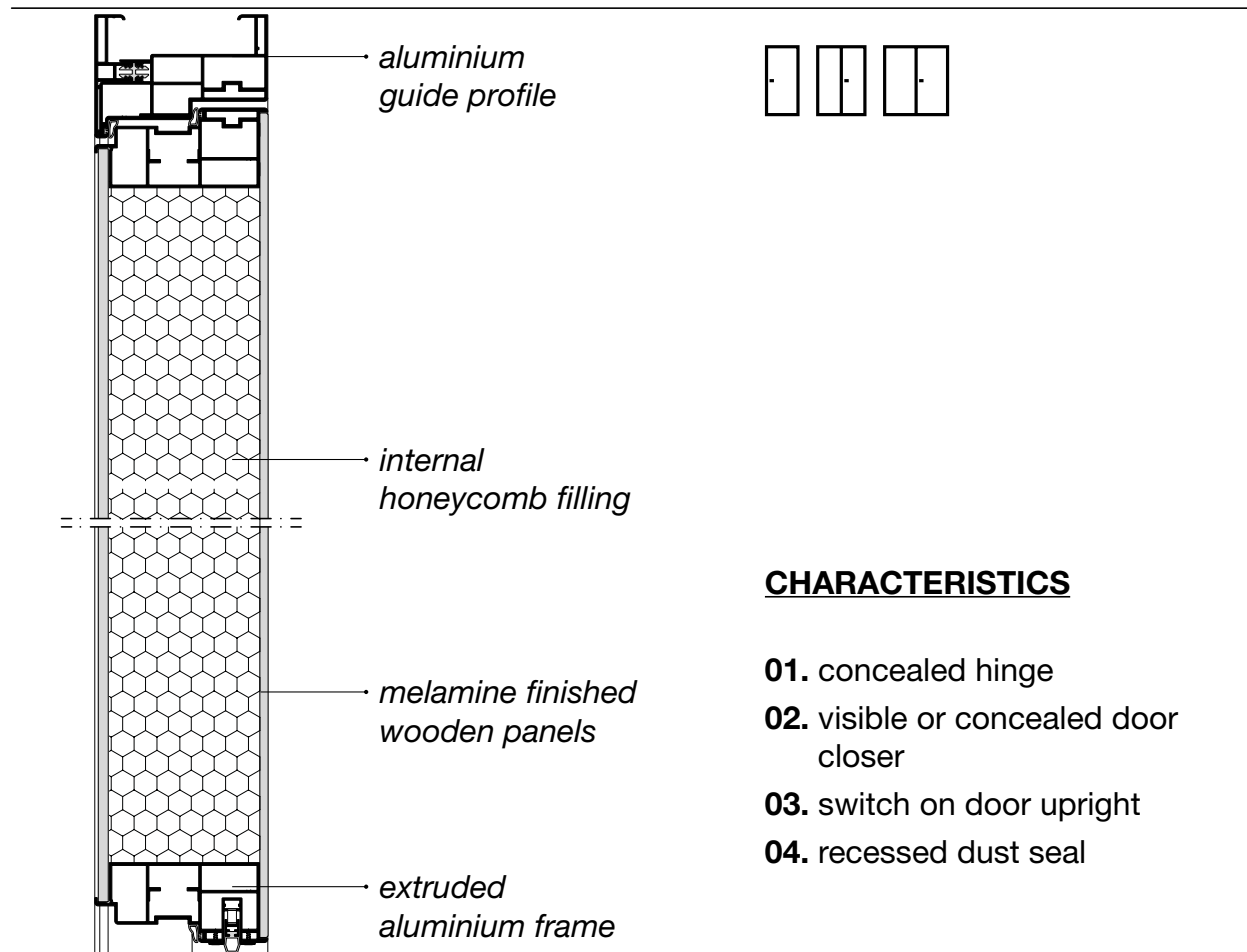 aluminium
guide profile
internal
honeycomb filling
melamine finished
wooden panels
extruded
aluminium frame
CHARACTERISTICS
01. concealed hinge
02. visible or concealed door
closer
03. switch on door upright
04. recessed dust seal